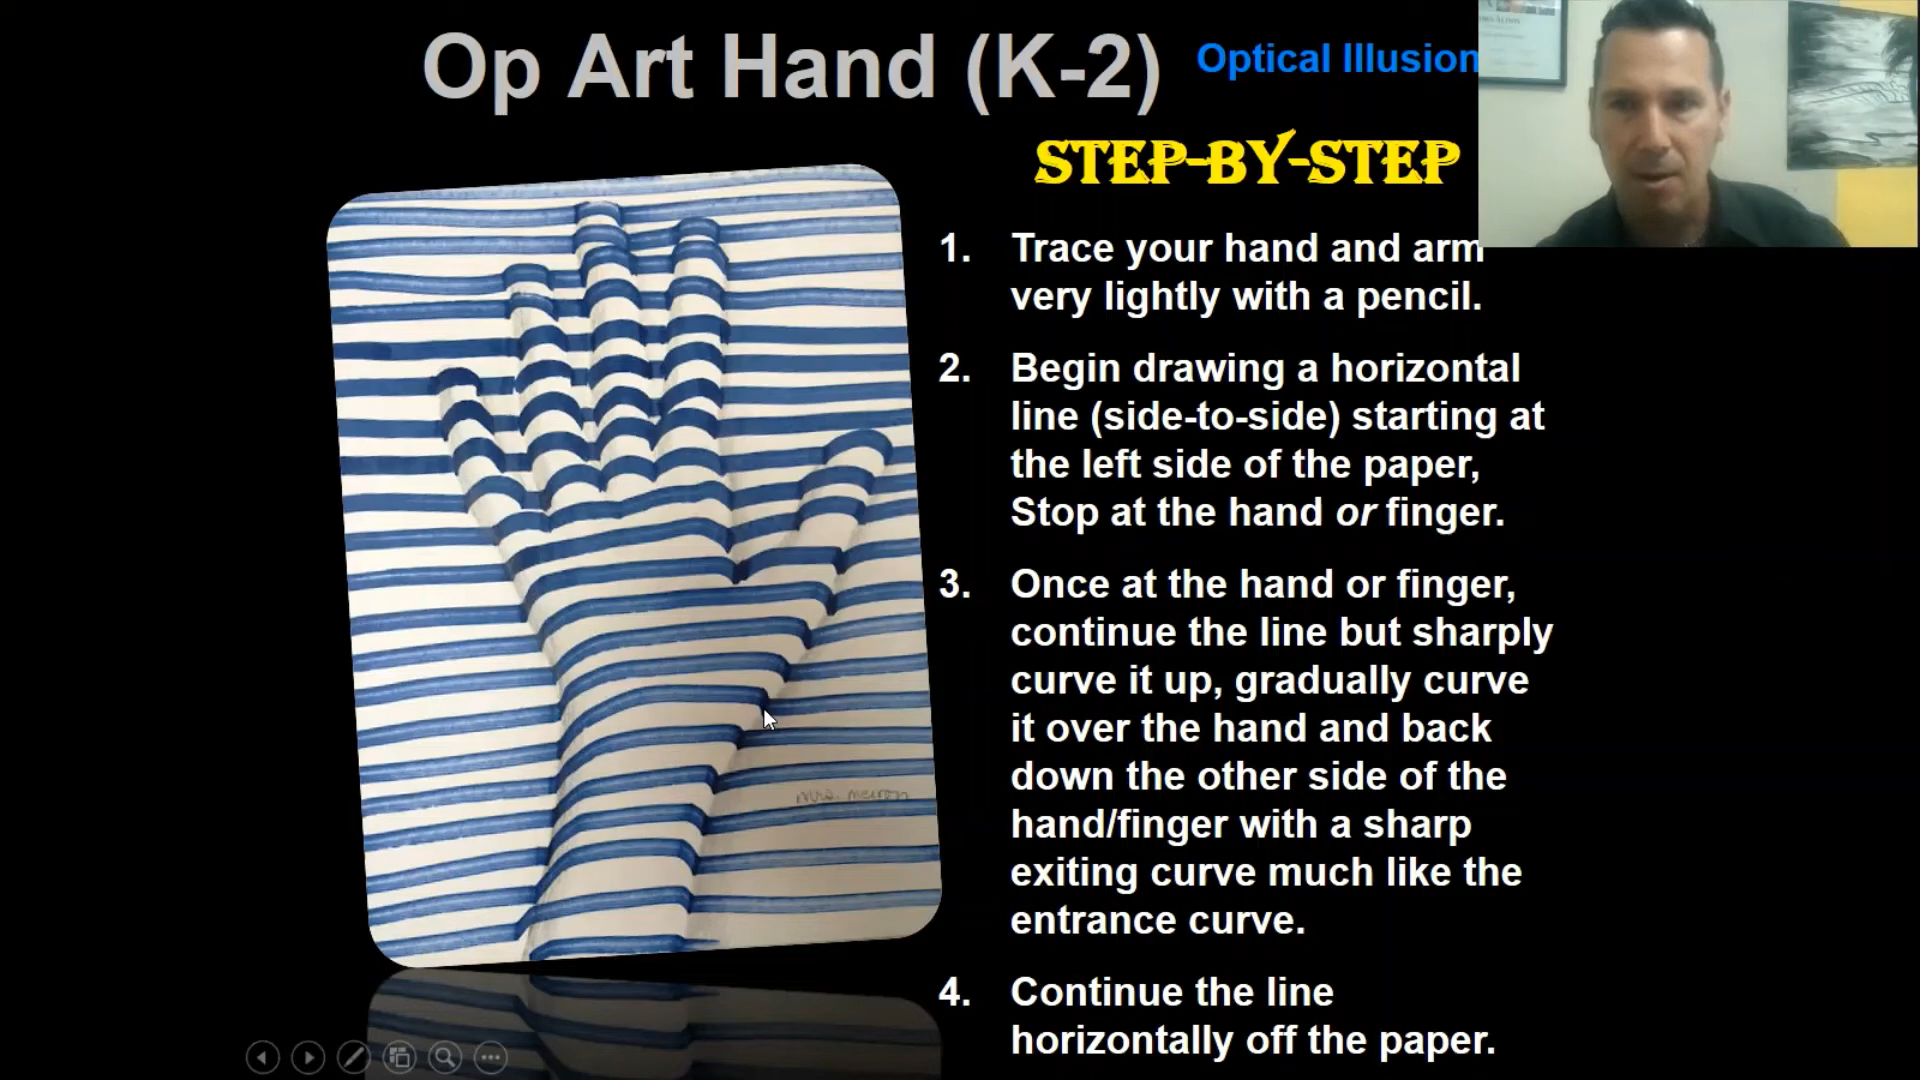 Op Art Hand (K-2)
Optical Illusion
STEP-BY-STEP
1. Trace your hand and arm
very lightly with a pencil.
2. Begin drawing a horizontal
line (side-to-side) starting at
the left side of the paper,
Stop at the hand or finger.
3. Once at the hand or finger,
continue the line but sharply
curve it up, gradually curve
it over the hand and back
down the other side of the
hand/finger with a sharp
exiting curve much like the
entrance curve.
4. Continue the line
horizontally off the paper.